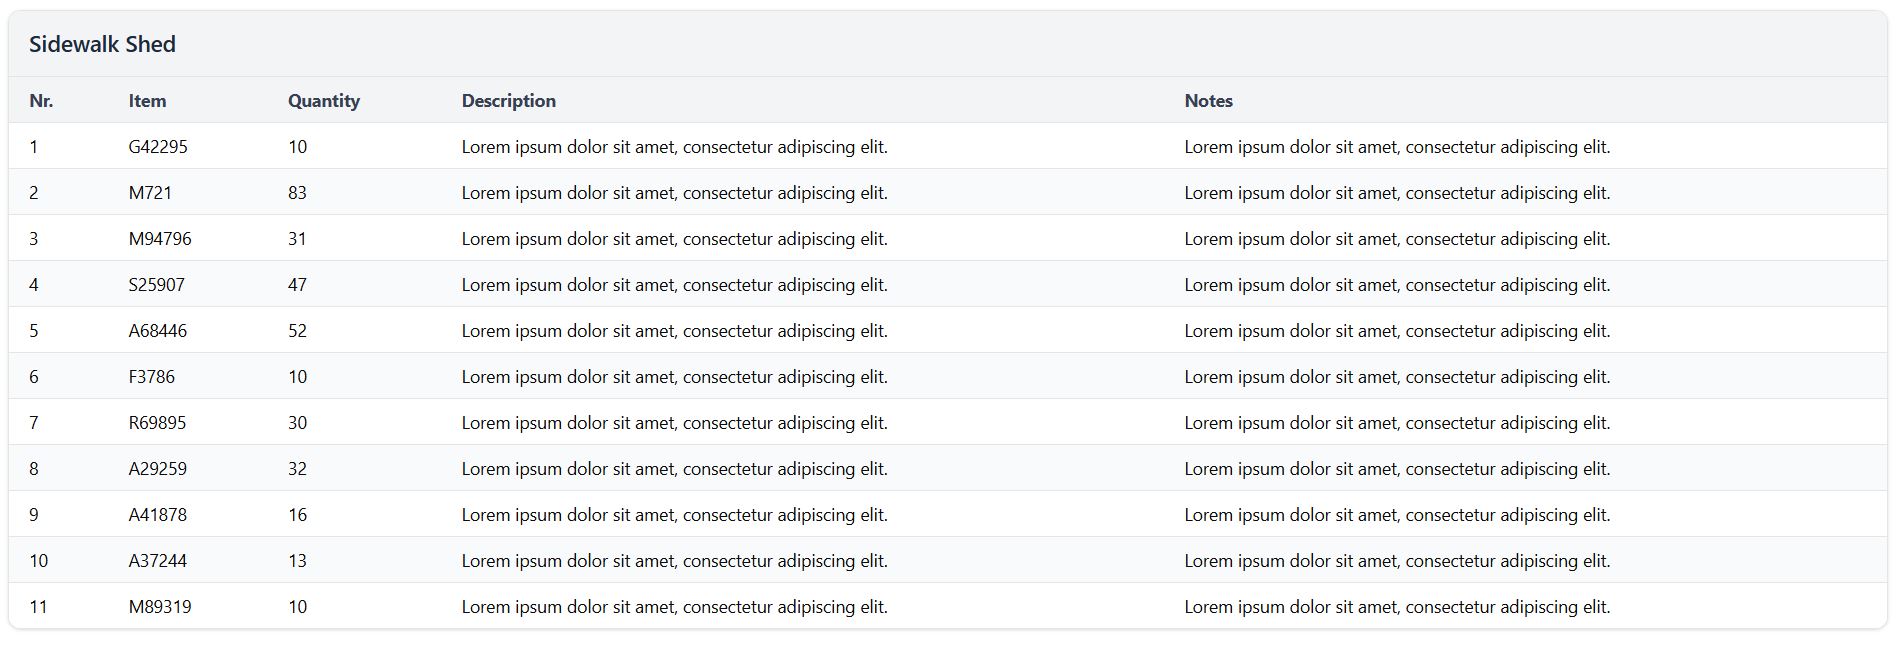 Sidewalk Shed
Nr. Item Quantity Description Notes
1 G42295 10 Lorem ipsum dolor sit amet, consectetur adipiscing elit. Lorem ipsum dolor sit amet, consectetur adipiscing elit.
2 M721 83 Lorem ipsum dolor sit amet, consectetur adipiscing elit. Lorem ipsum dolor sit amet, consectetur adipiscing elit.
3 M94796 31 Lorem ipsum dolor sit amet, consectetur adipiscing elit. Lorem ipsum dolor sit amet, consectetur adipiscing elit.
4 S25907 47 Lorem ipsum dolor sit amet, consectetur adipiscing elit. Lorem ipsum dolor sit amet, consectetur adipiscing elit.
5 A68446 52 Lorem ipsum dolor sit amet, consectetur adipiscing elit. Lorem ipsum dolor sit amet, consectetur adipiscing elit.
6 F3786 10 Lorem ipsum dolor sit amet, consectetur adipiscing elit. Lorem ipsum dolor sit amet, consectetur adipiscing elit.
7 R69895 30 Lorem ipsum dolor sit amet, consectetur adipiscing elit. Lorem ipsum dolor sit amet, consectetur adipiscing elit.
8 A29259 32 Lorem ipsum dolor sit amet, consectetur adipiscing elit. Lorem ipsum dolor sit amet, consectetur adipiscing elit.
9 A41878 16 Lorem ipsum dolor sit amet, consectetur adipiscing elit. Lorem ipsum dolor sit amet, consectetur adipiscing elit.
10 A37244 13 Lorem ipsum dolor sit amet, consectetur adipiscing elit. Lorem ipsum dolor sit amet, consectetur adipiscing elit.
11 M89319 10 Lorem ipsum dolor sit amet, consectetur adipiscing elit. Lorem ipsum dolor sit amet, consectetur adipiscing elit.